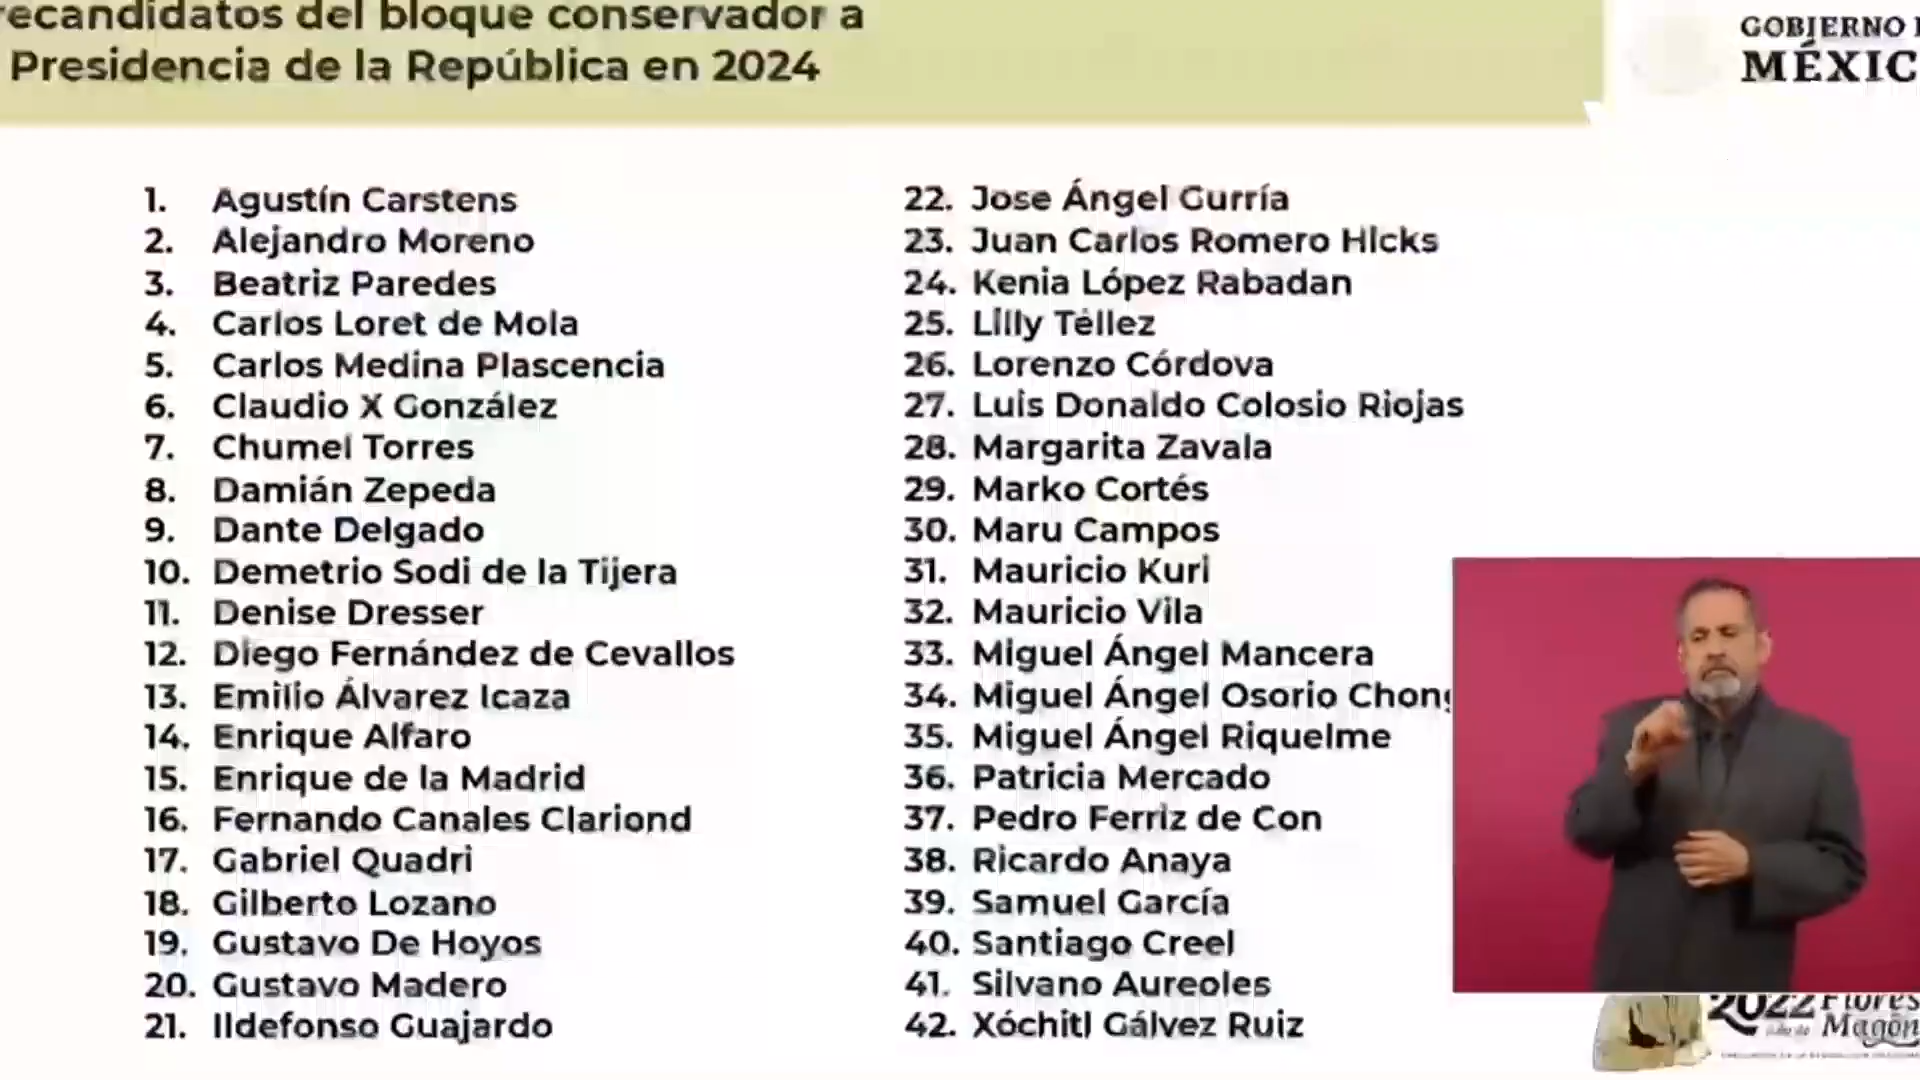 recandidatos del bloque conservador a
Presidencia de la República en 2024
GOBIERNO
MÉXIC
1. Agustín Carstens
2. Alejandro Moreno
3. Beatriz Paredes
4. Carlos Loret de Mola
5. Carlos Medina Plascencia
6. Claudio X González
7. Chumel Torres
8. Damián Zepeda
9. Dante Delgado
10. Demetrio Sodi de la Tijera
11. Denise Dresser
12. Diego Fernández de Cevallos
13. Emilio Álvarez Icaza
14. Enrique Alfaro
15. Enrique de la Madrid
16. Fernando Canales Clariond
17. Gabriel Quadri
18. Gilberto Lozano
19. Gustavo De Hoyos
20. Gustavo Madero
21. Ildefonso Guajardo
22. Jose Ángel Gurría
23. Juan Carlos Romero Hicks
24. Kenia López Rabadan
25. Lilly Téllez
26. Lorenzo Córdova
27. Luis Donaldo Colosio Riojas
28. Margarita Zavala
29. Marko Cortés
30. Maru Campos
31. Mauricio Kuri
32. Mauricio Vila
33. Miguel Ángel Mancera
34. Miguel Ángel Osorio Chong
35. Miguel Ángel Riquelme
36. Patricia Mercado
37. Pedro Ferriz de Con
38. Ricardo Anaya
39. Samuel García
40. Santiago Creel
41. Silvano Aureoles
42. Xóchitl Gálvez Ruiz
2022 Flores
Magón